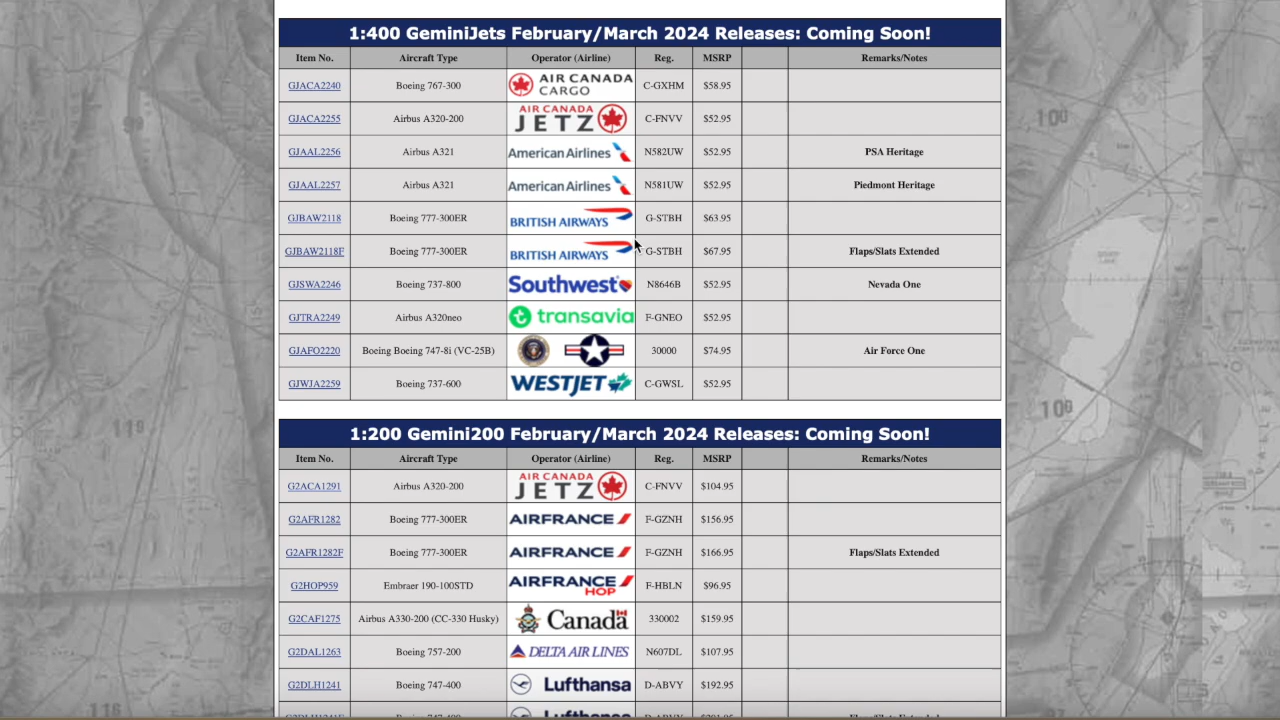 1:400 GeminiJets February/March 2024 Releases: Coming Soon!
Item No. Aircraft Type Operator (Airline) Reg. MSRP Remarks/Notes
GJACA2240 Boeing 767-300 AIR CANADA CARGO C-GXHM $58.95
GJACA2255 Airbus A320-200 AIR CANADA JETZ C-FNVV $52.95
GJAAL2256 Airbus A321 American Airlines N582UW $52.95 PSA Heritage
GJAAL2257 Airbus A321 American Airlines N581UW $52.95 Piedmont Heritage
GJBAW2118 Boeing 777-300ER BRITISH AIRWAYS G-STBH $63.95
GJBAW2118F Boeing 777-300ER BRITISH AIRWAYS G-STBH $67.95 Flaps/Slats Extended
GJSWA2246 Boeing 737-800 Southwest N8646B $52.95 Nevada One
GJTRA2249 Airbus A320neo transavia F-GNEO $52.95
GJAFO2220 Boeing Boeing 747-8i (VC-25B) 30000 $74.95 Air Force One
GJWJA2259 Boeing 737-600 WESTJET C-GWSL $52.95
1:200 Gemini200 February/March 2024 Releases: Coming Soon!
Item No. Aircraft Type Operator (Airline) Reg. MSRP Remarks/Notes
G2ACA1291 Airbus A320-200 AIR CANADA JETZ C-FNVV $104.95
G2AFR1282 Boeing 777-300ER AIRFRANCE F-GZNH $156.95
G2AFR1282F Boeing 777-300ER AIRFRANCE F-GZNH $166.95 Flaps/Slats Extended
G2HOP959 Embraer 190-100STD AIRFRANCE HOP F-HBLN $96.95
G2CAF1275 Airbus A330-200 (CC-330 Husky) Canada 330002 $159.95
G2DAL1263 Boeing 757-200 DELTA AIR LINES N607DL $107.95
G2DLH1241 Boeing 747-400 Lufthansa D-ABVY $192.95